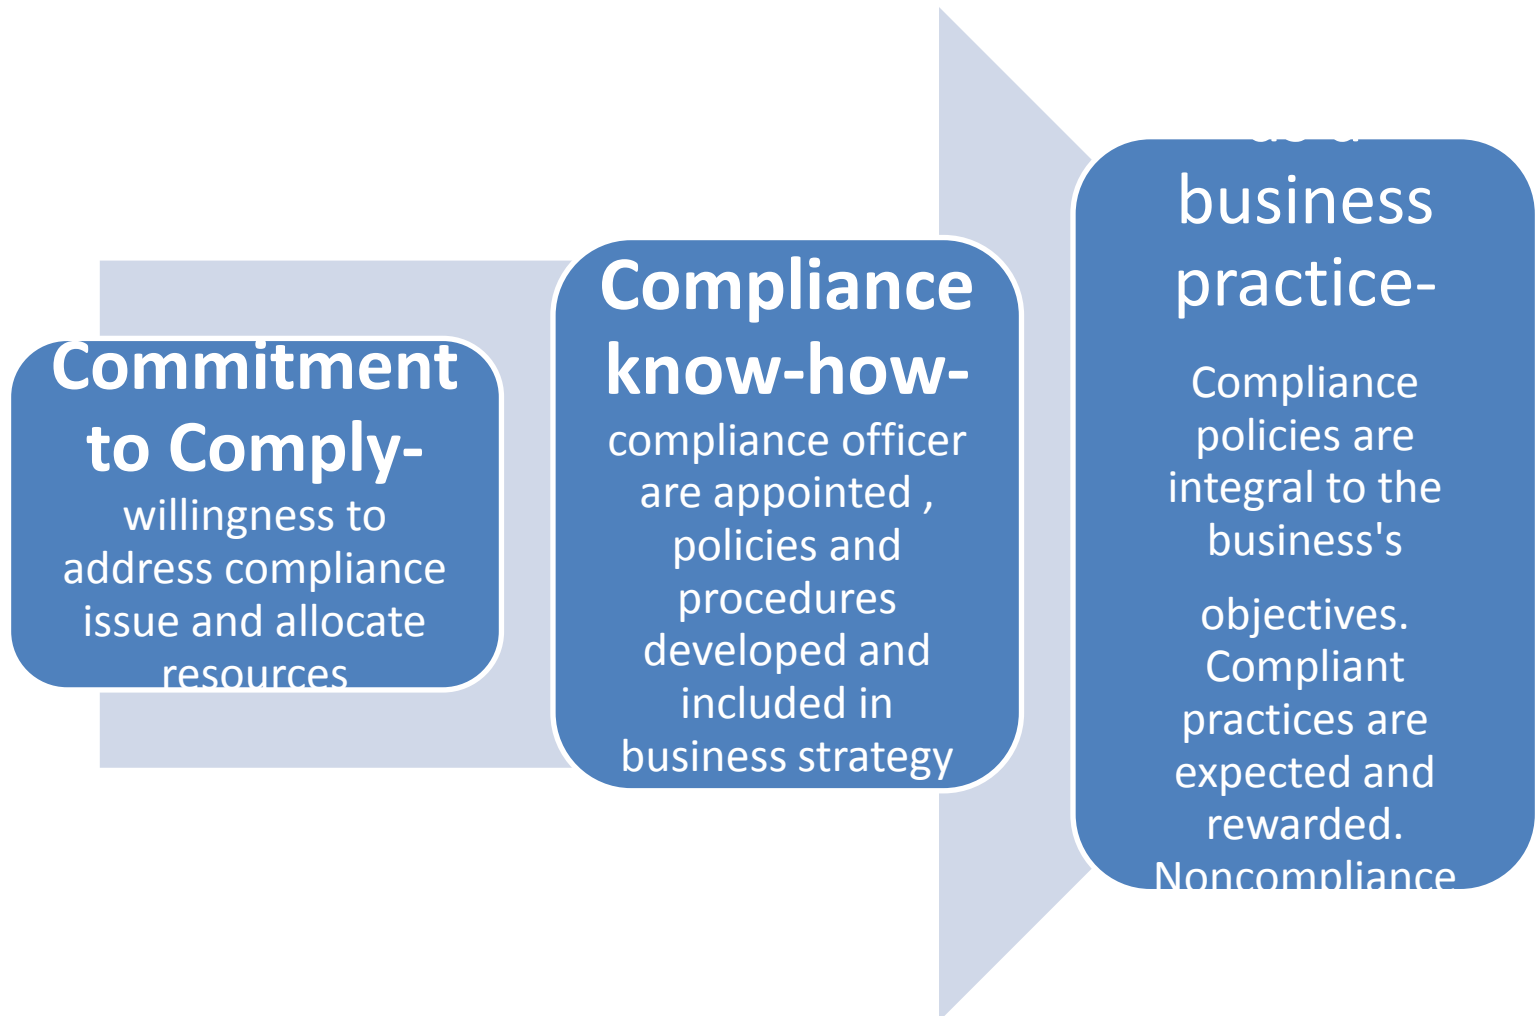 Commitment
to Comply-
willingness to
address compliance
issue and allocate
resources
Compliance
know-how-
compliance officer
are appointed ,
policies and
procedures
developed and
included in
business strategy
as a
business
practice-
Compliance
policies are
integral to the
business's
objectives.
Compliant
practices are
expected and
rewarded.
Noncompliance